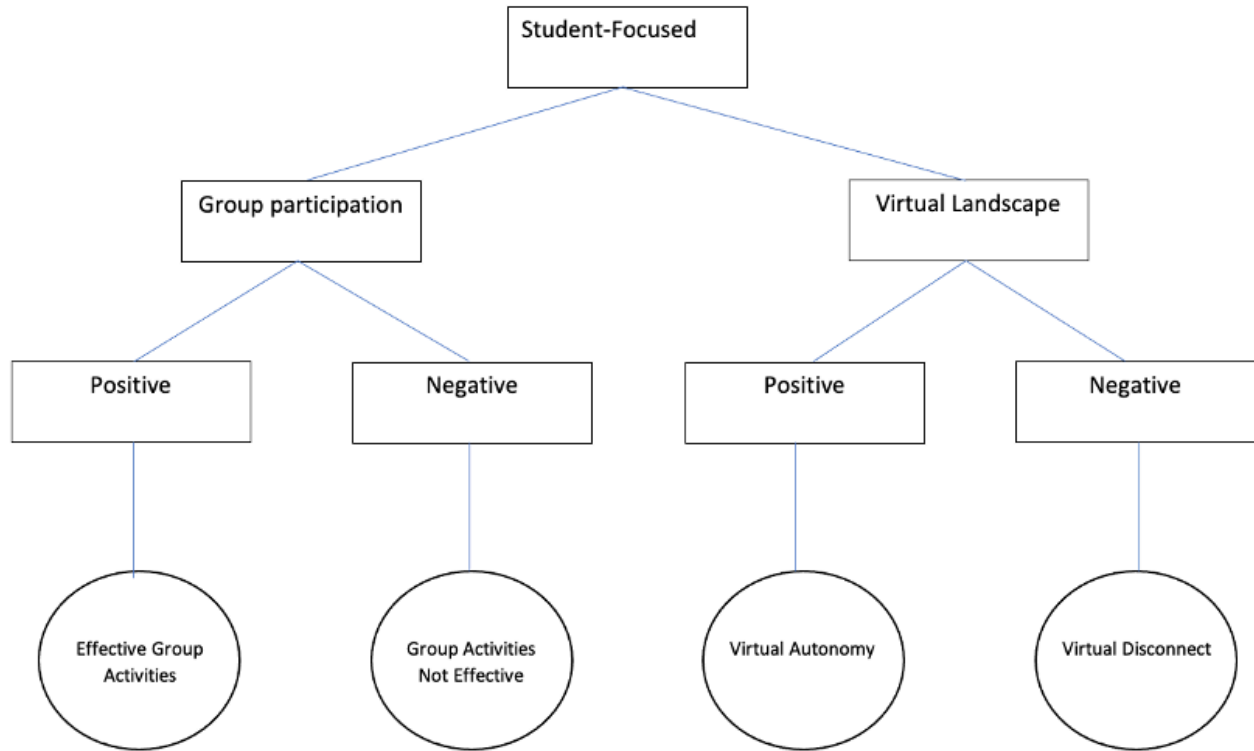 Student-Focused
Group participation
Virtual Landscape
Positive
Negative
Positive
Negative
Effective Group
Activities
Group Activities
Not Effective
Virtual Autonomy
Virtual Disconnect